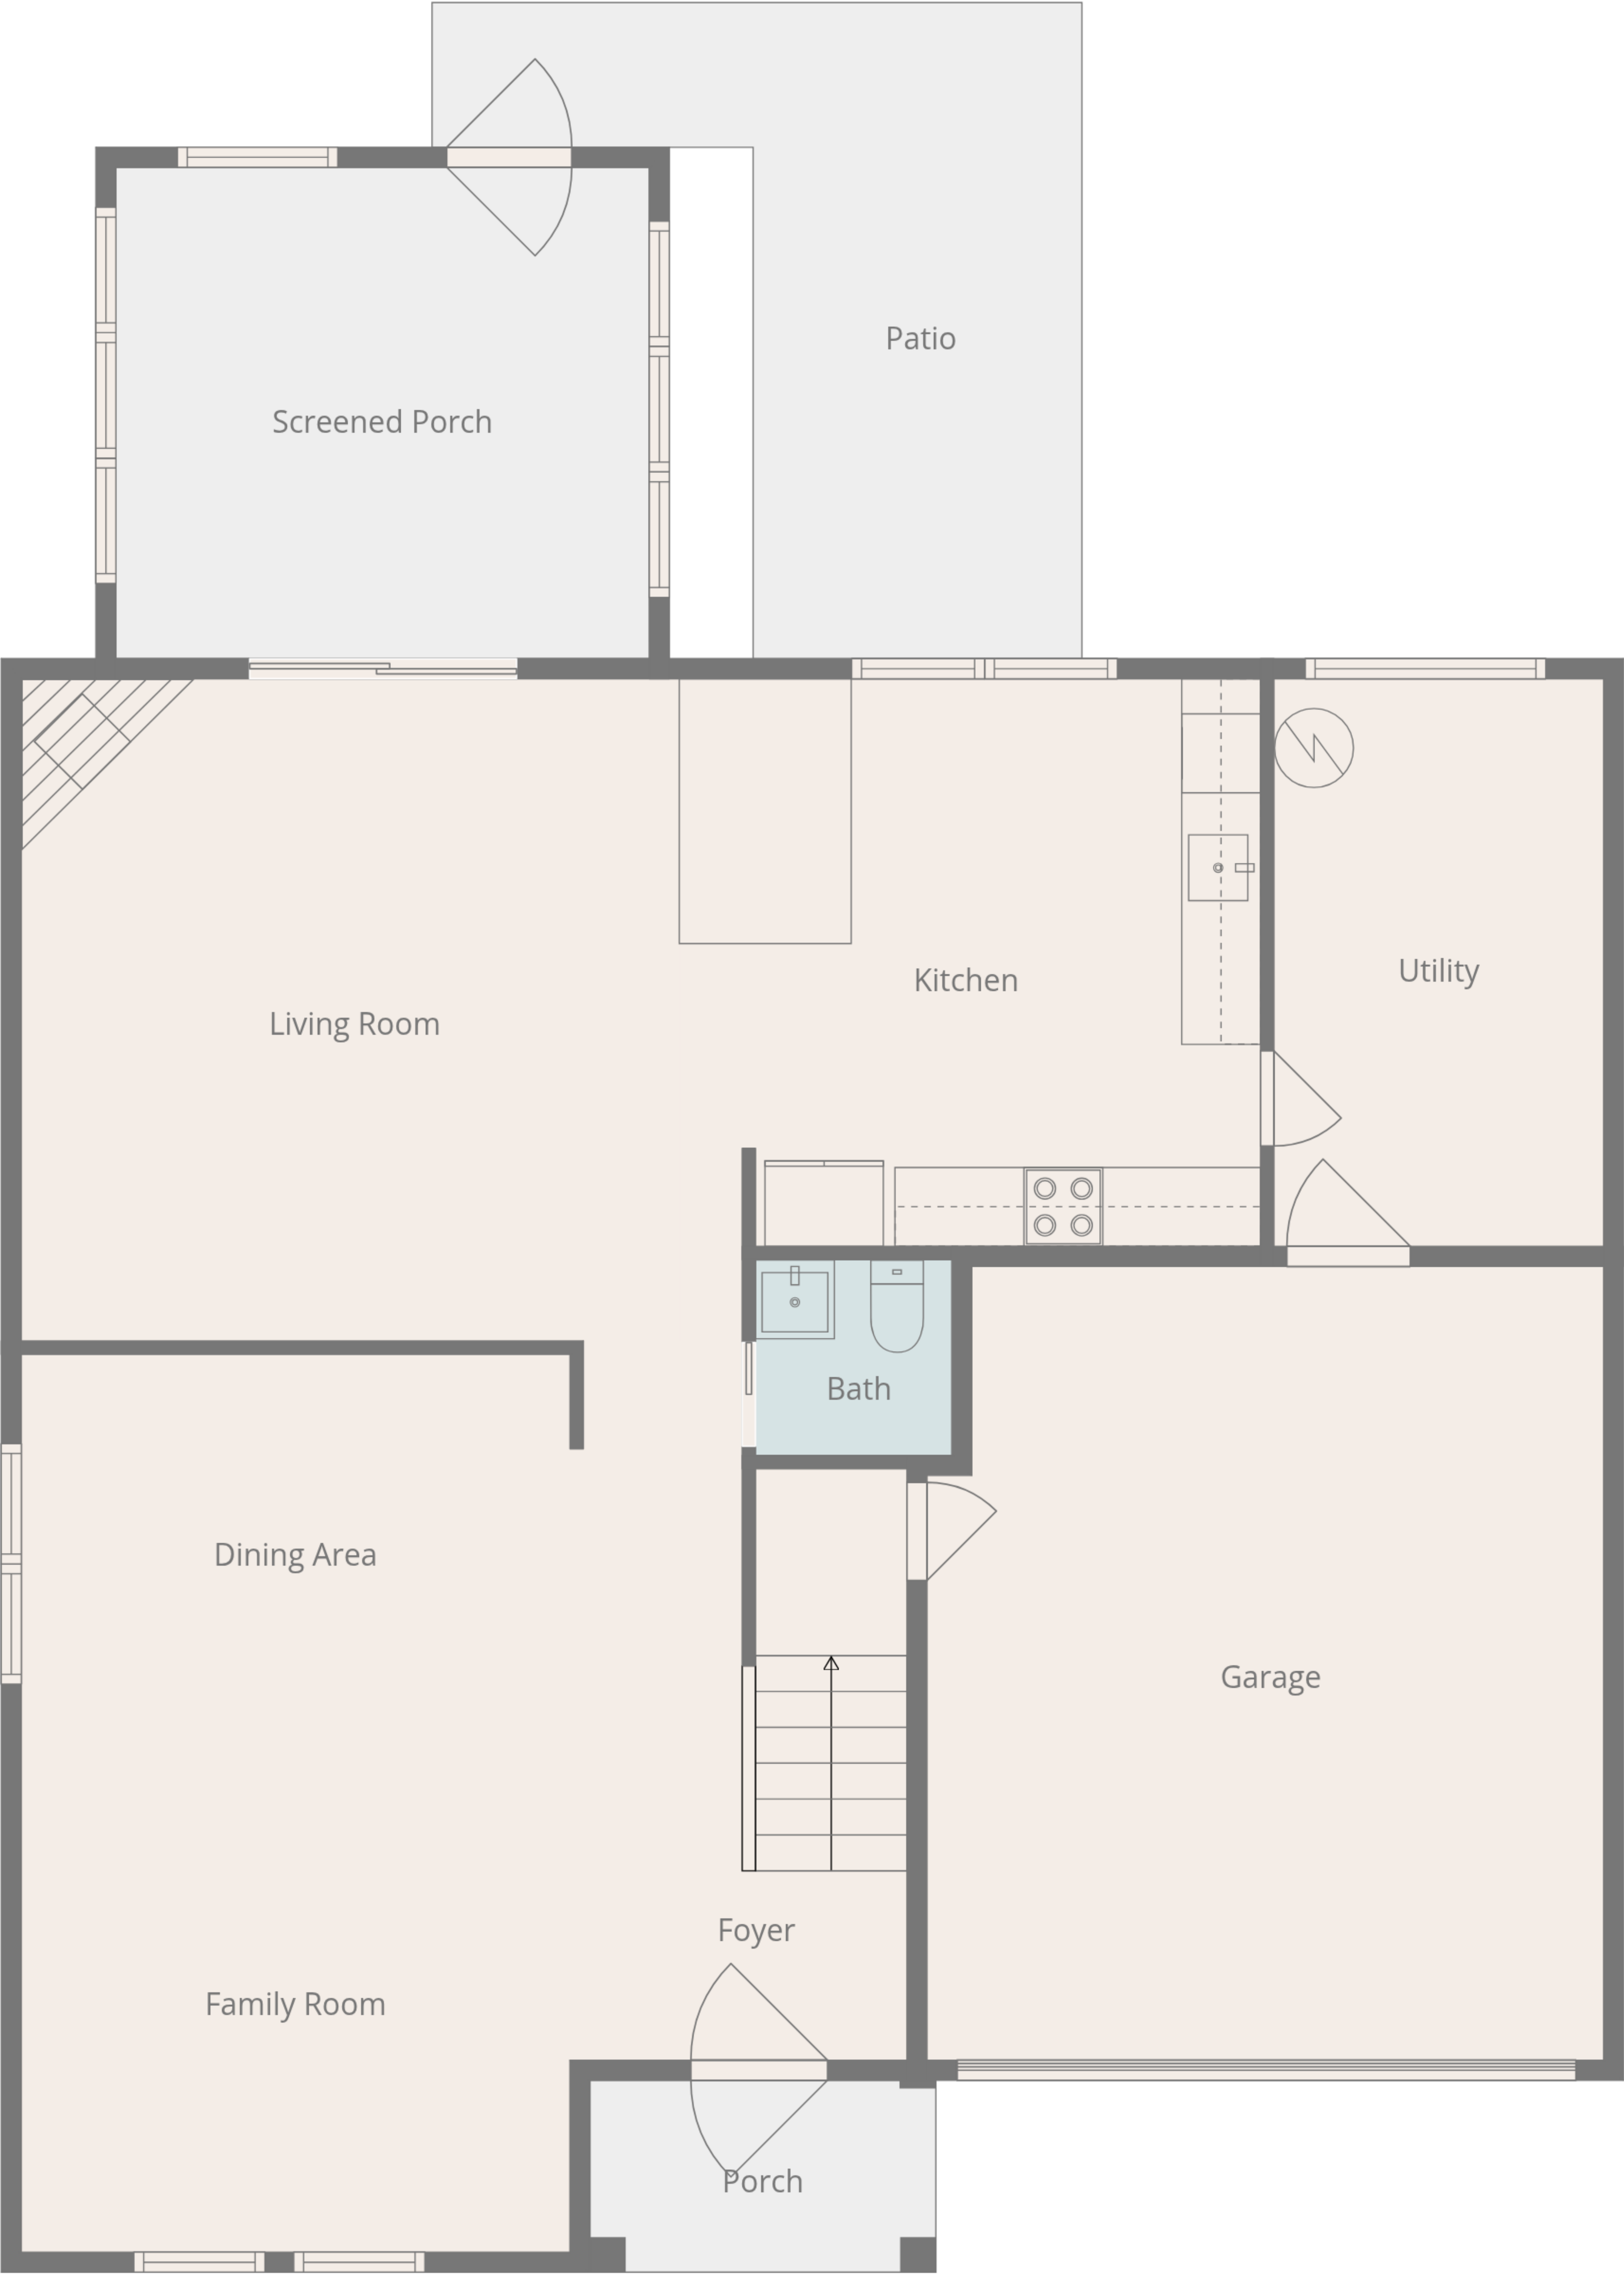 Patio
Screened Porch
Kitchen
Utility
Living Room
Bath
Dining Area
Garage
Foyer
Family Room
Porch